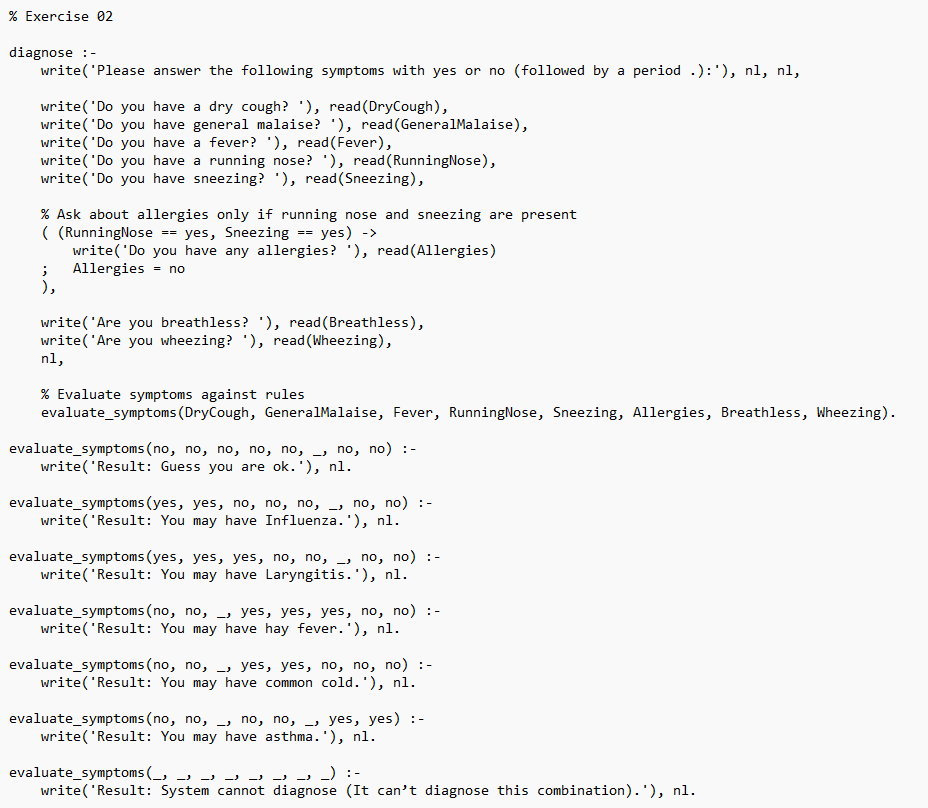 % Exercise 02
diagnose :-
    write('Please answer the following symptoms with yes or no (followed by a period .):'), nl, nl,
    write('Do you have a dry cough? '), read(DryCough),
    write('Do you have general malaise? '), read(GeneralMalaise),
    write('Do you have a fever? '), read(Fever),
    write('Do you have a running nose? '), read(RunningNose),
    write('Do you have sneezing? '), read(Sneezing),
    % Ask about allergies only if running nose and sneezing are present
    ( (RunningNose == yes, Sneezing == yes) ->
        write('Do you have any allergies? '), read(Allergies)
    ;   Allergies = no
    ),
    write('Are you breathless? '), read(Breathless),
    write('Are you wheezing? '), read(Wheezing),
    nl,
    % Evaluate symptoms against rules
    evaluate_symptoms(DryCough, GeneralMalaise, Fever, RunningNose, Sneezing, Allergies, Breathless, Wheezing).
evaluate_symptoms(no, no, no, no, no, _, no, no) :-
    write('Result: Guess you are ok.'), nl.
evaluate_symptoms(yes, yes, no, no, no, _, no, no) :-
    write('Result: You may have Influenza.'), nl.
evaluate_symptoms(yes, yes, yes, no, no, _, no, no) :-
    write('Result: You may have Laryngitis.'), nl.
evaluate_symptoms(no, no, _, yes, yes, yes, no, no) :-
    write('Result: You may have hay fever.'), nl.
evaluate_symptoms(no, no, _, yes, yes, no, no, no) :-
    write('Result: You may have common cold.'), nl.
evaluate_symptoms(no, no, _, no, no, _, yes, yes) :-
    write('Result: You may have asthma.'), nl.
evaluate_symptoms(_, _, _, _, _, _, _, _) :-
    write('Result: System cannot diagnose (It can’t diagnose this combination).'), nl.